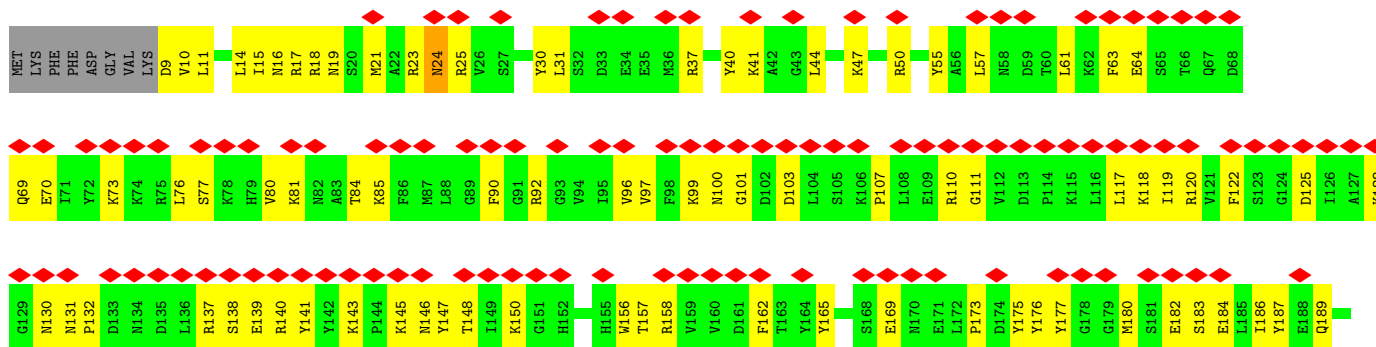 MET LYS PHE PHE ASP GLY VAL LYS D9 V10 L11 L14 I15 N16 R17 R18 N19 S20 M21 A22 R23 N24 R25 V26 S27 Y30 L31 S32 D33 E34 E35 M36 R37 Y40 K41 A42 G43 L44 K47 R50 Y55 A56 L57 N58 D59 T60 L61 K62 F63 E64 S65 T66 Q67 D68
Q69 E70 I71 Y72 K73 K74 R75 L76 S77 K78 H79 V80 K81 N82 A83 T84 K85 F86 M87 L88 G89 F90 G91 R92 G93 V94 I95 V96 V97 F98 K99 N100 G101 D102 D103 L104 S105 K106 P107 L108 E109 R110 G111 V112 D113 P114 K115 L116 L117 K118 I119 R120 V121 F122 S123 G124 D125 I126 A127
G129 N130 N131 P132 D133 N134 D135 L136 R137 S138 E139 R140 Y141 Y142 K143 P144 K145 N146 Y147 T148 I149 K150 G151 H152 H155 W156 T157 R158 V159 V160 D161 F162 T163 Y164 Y165 S168 E169 N170 E171 L172 P173 D174 Y175 Y176 Y177 G178 G179 M180 S181 E182 S183 E184 L185 I186 Y187 E188 Q189